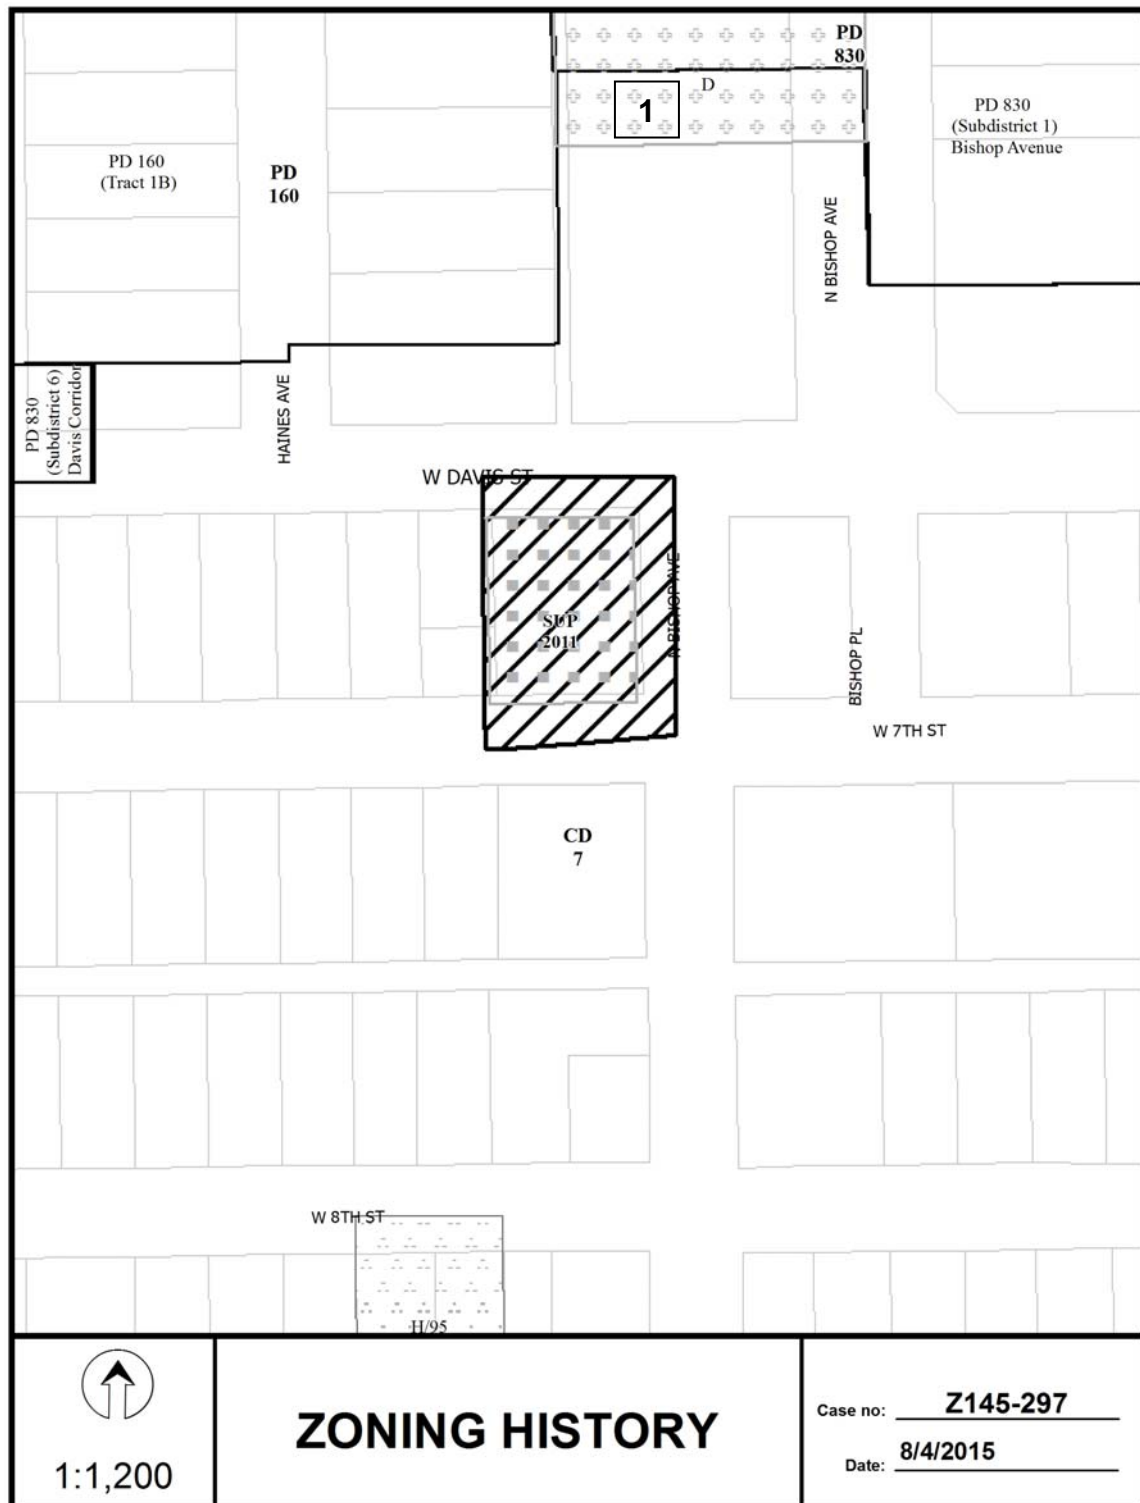 PD
830
D
1
PD 830
(Subdistrict 1)
Bishop Avenue
PD 160
(Tract 1B)
PD
160
N BISHOP AVE
PD 830
(Subdistrict 6)
Davis Corridor
HAINES AVE
W DAVIS ST
N BISHOP AVE
SUP
2011
BISHOP PL
W 7TH ST
CD
7
W 8TH ST
H/95
1:1,200
ZONING HISTORY
Case no: Z145-297
Date: 8/4/2015